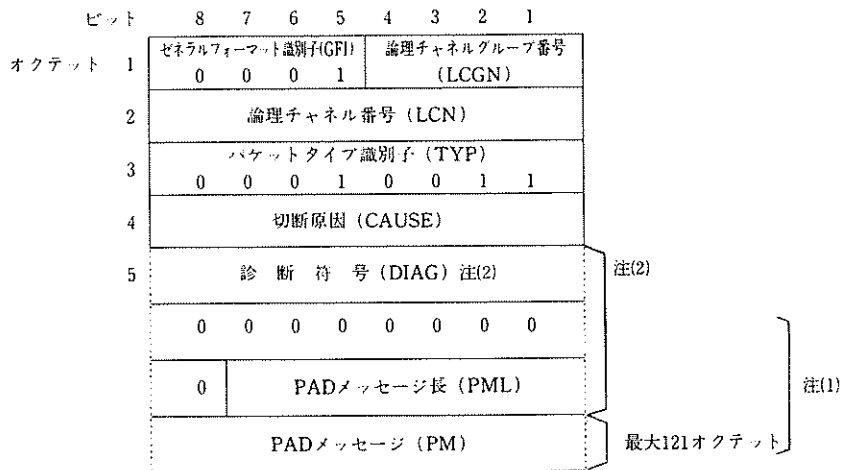 ビット 8 7 6 5 4 3 2 1
オクテット 1 ゼネラルフォーマット識別子(GFI) 論理チャネルグループ番号
0 0 0 1 (LCGN)
2 論理チャネル番号 (LCN)
3 パケットタイプ識別子 (TYP)
0 0 0 1 0 0 1 1
4 切断原因 (CAUSE)
5 診断符号 (DIAG) 注(2) 注(2)
0 0 0 0 0 0 0 0
0 PADメッセージ長 (PML) 注(1)
PADメッセージ (PM) 最大121オクテット